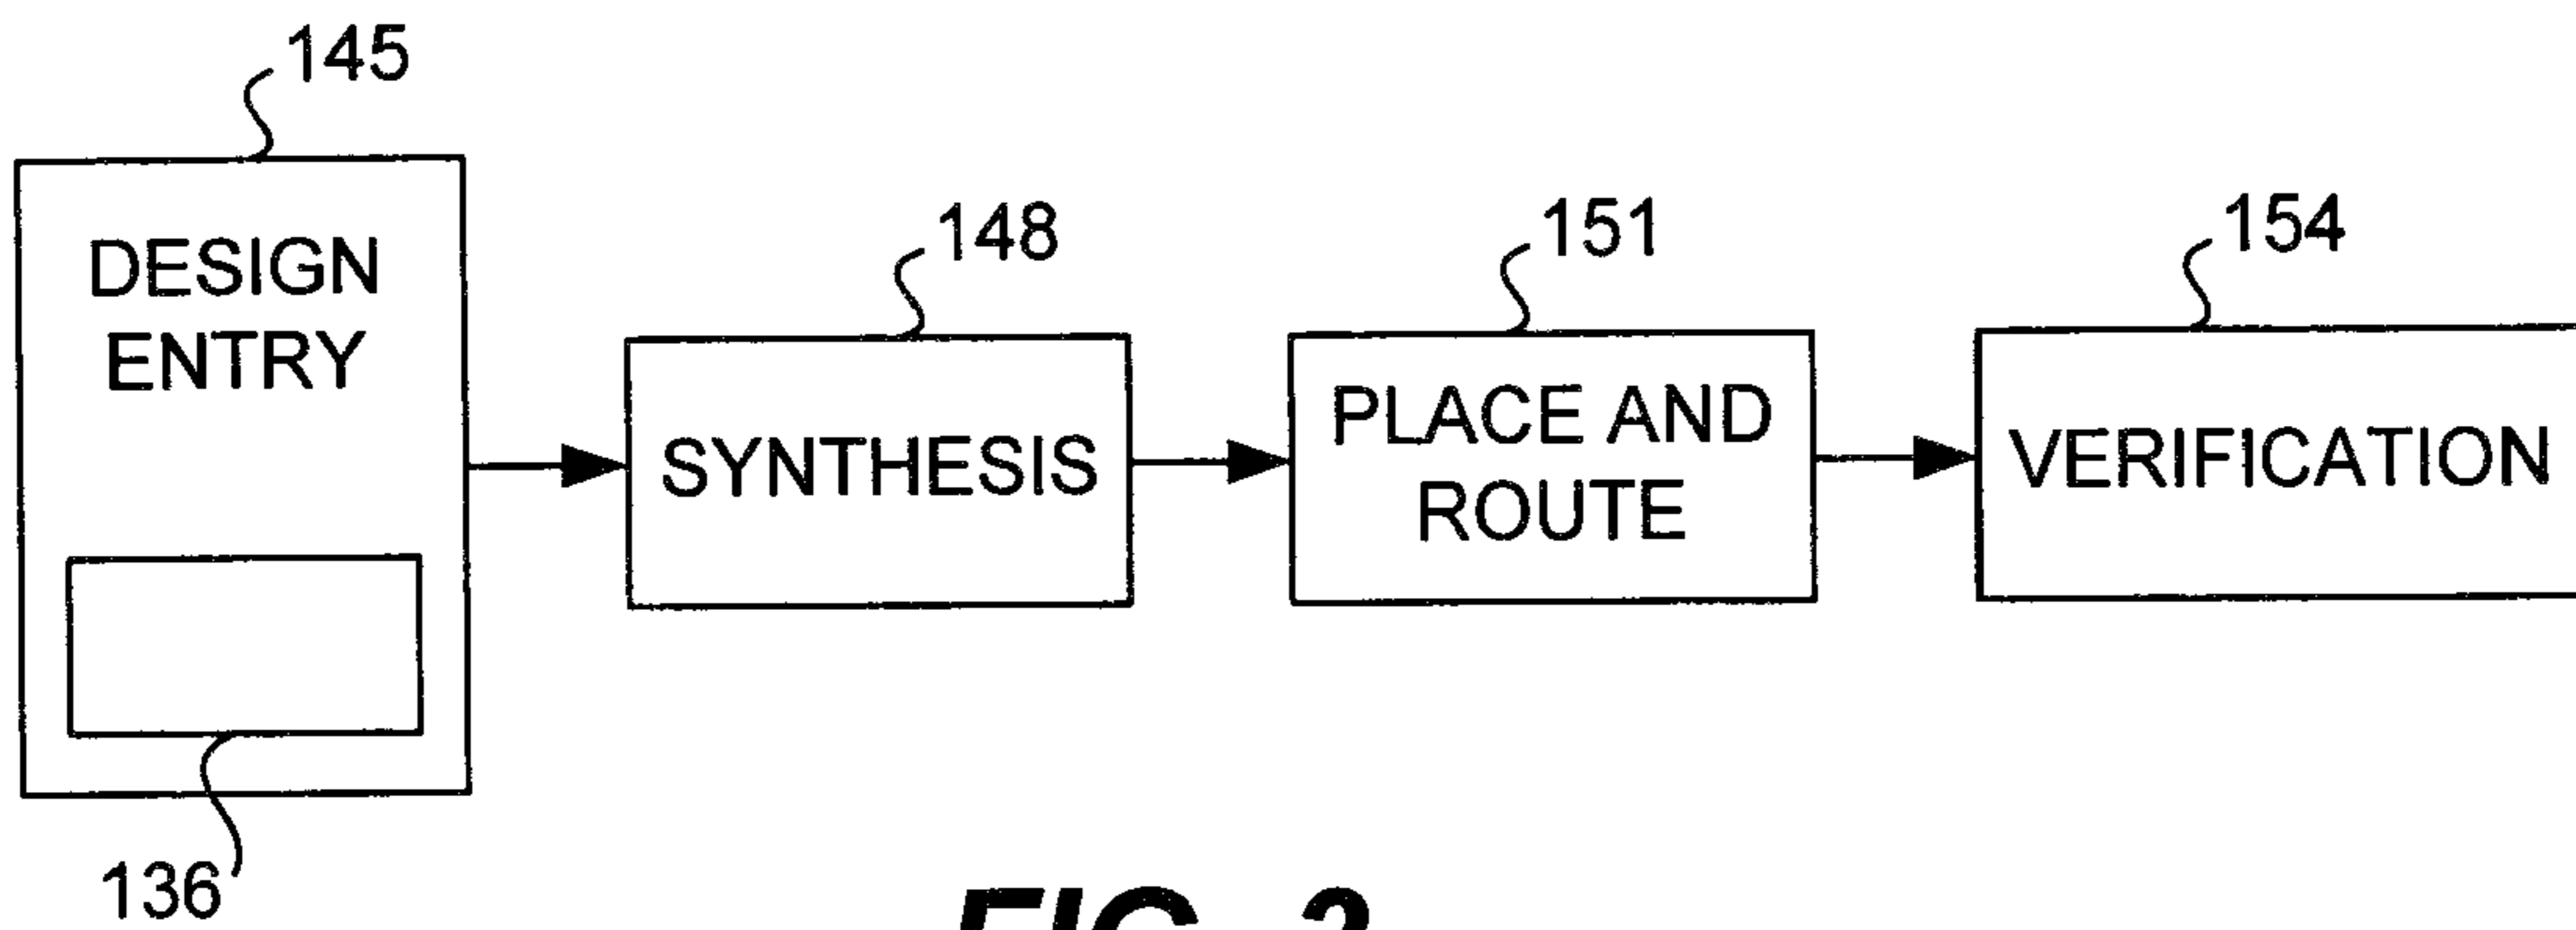 145
DESIGN
ENTRY
136
148
SYNTHESIS
151
PLACE AND
ROUTE
154
VERIFICATION